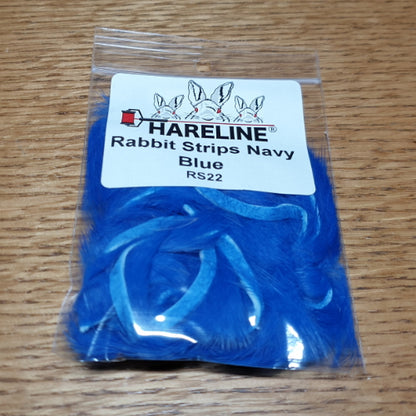 HARELINE®
Rabbit Strips Navy
Blue
RS22